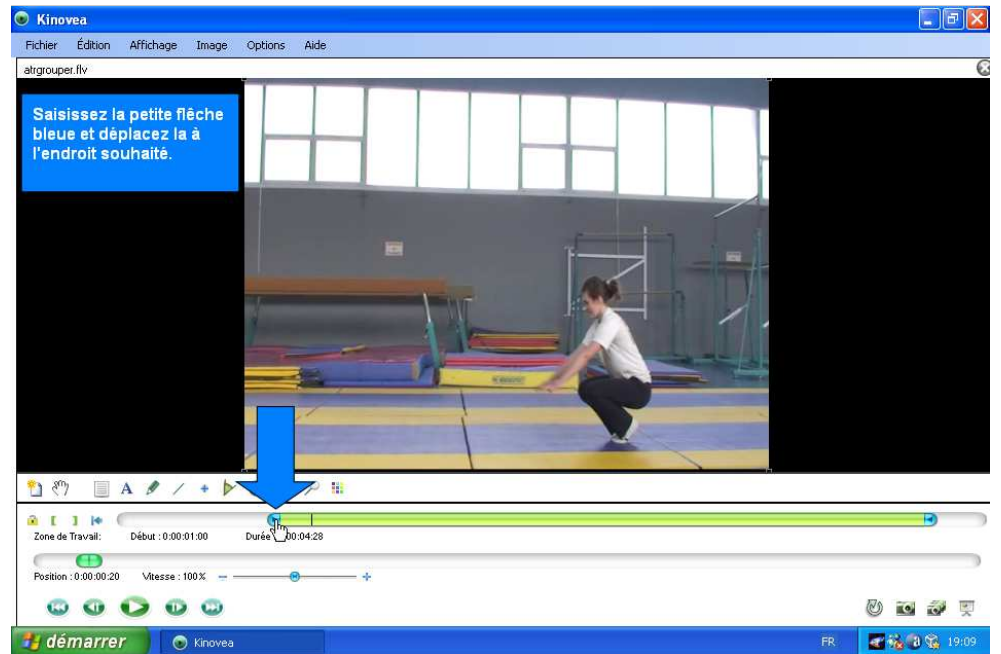 Kinovea
Fichier Édition Affichage Image Options Aide
atrgrouper.flv
Saisissez la petite flêche
bleue et déplacez la à
l'endroit souhaité.
Zone de Travail: Début : 0:00:01:00 Durée 00:04:28
Position : 0:00:00:20 Vitesse : 100%
démarrer Kinovea FR 19:09